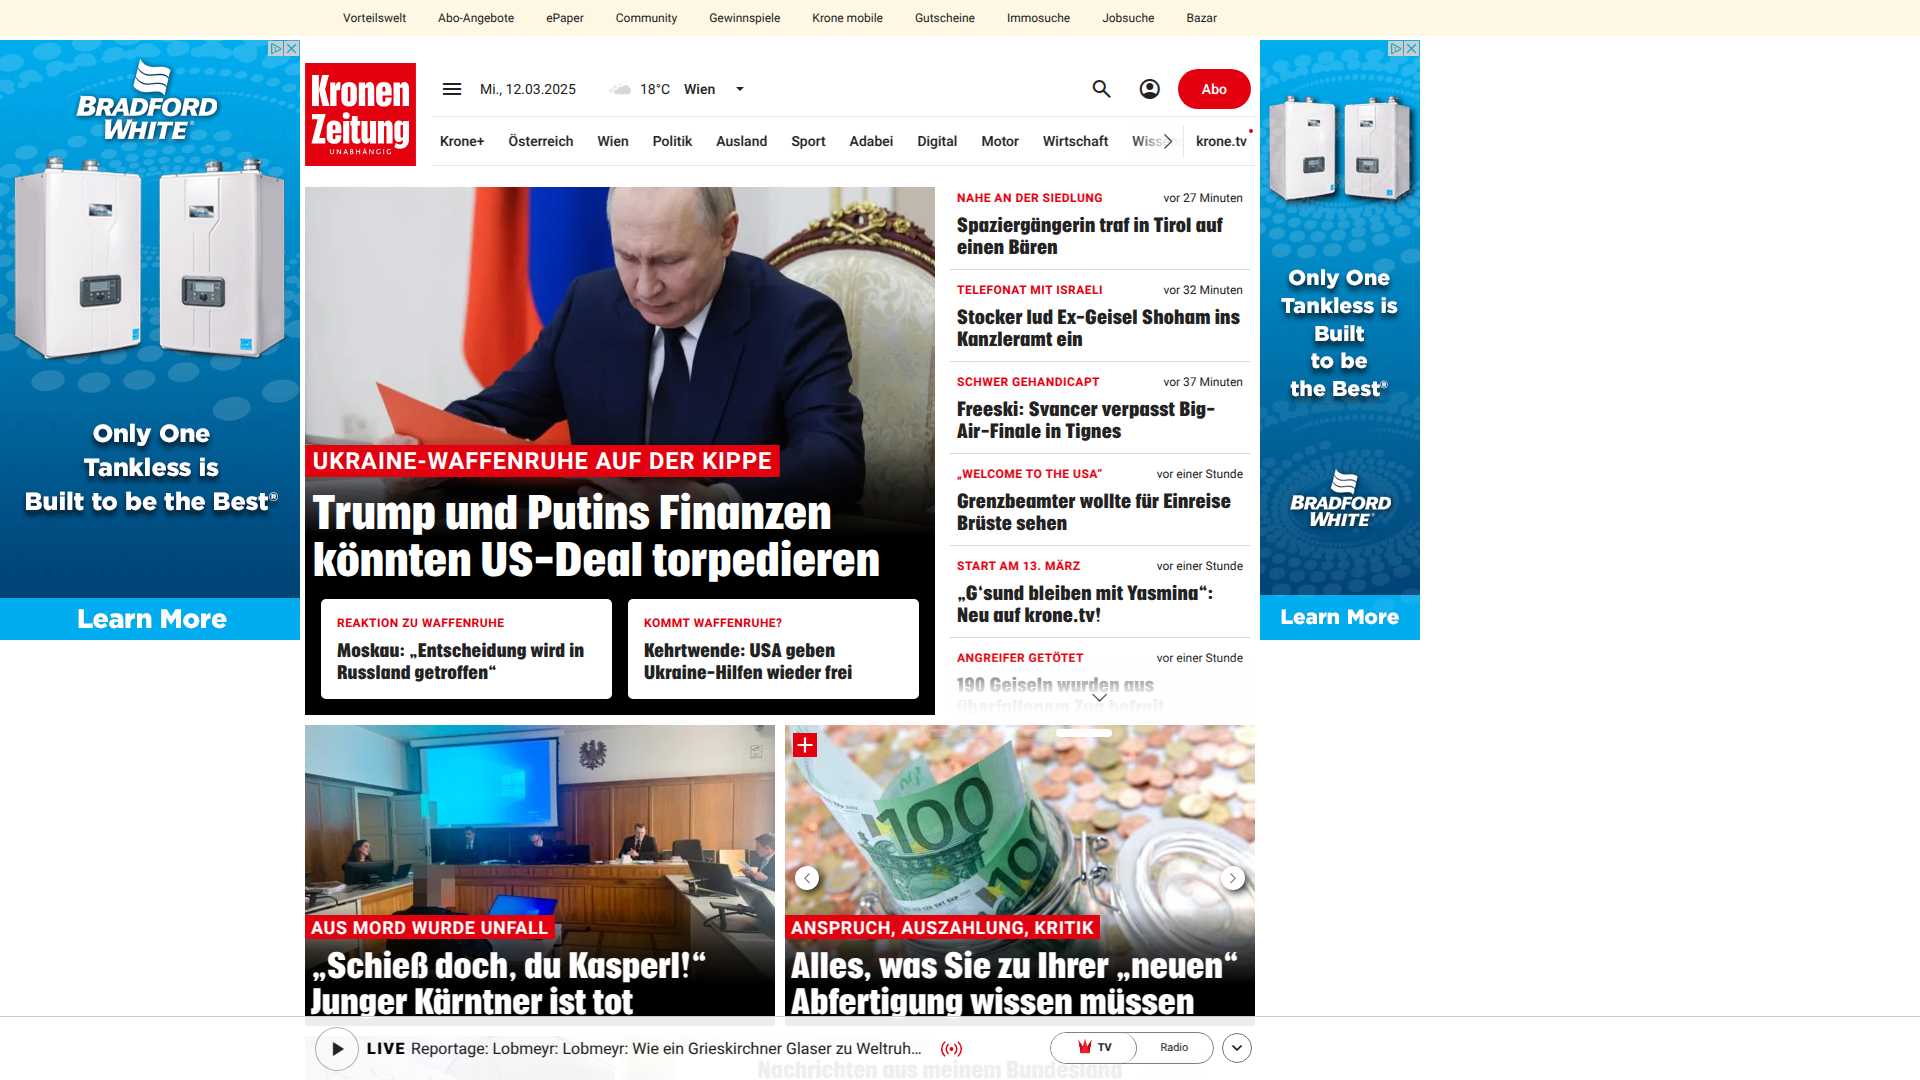 Vorteilswelt Abo-Angebote ePaper Community Gewinnspiele Krone mobile Gutscheine Immosuche Jobsuche Bazar
BRADFORD
WHITE
Only One
Tankless is
Built to be the Best®
Learn More
Kronen
Zeitung
UNABHÄNGIG
Mi., 12.03.2025 18°C Wien
Abo
Krone+ Österreich Wien Politik Ausland Sport Adabei Digital Motor Wirtschaft krone.tv
UKRAINE-WAFFENRUHE AUF DER KIPPE
Trump und Putins Finanzen
könnten US-Deal torpedieren
REAKTION ZU WAFFENRUHE
Moskau: „Entscheidung wird in
Russland getroffen“
KOMMT WAFFENRUHE?
Kehrtwende: USA geben
Ukraine-Hilfen wieder frei
NAHE AN DER SIEDLUNG vor 27 Minuten
Spaziergängerin traf in Tirol auf
einen Bären
TELEFONAT MIT ISRAELI vor 32 Minuten
Stocker lud Ex-Geisel Shoham ins
Kanzleramt ein
SCHWER GEHANDICAPT vor 37 Minuten
Freeski: Svancer verpasst Big-
Air-Finale in Tignes
„WELCOME TO THE USA“ vor einer Stunde
Grenzbeamter wollte für Einreise
Brüste sehen
START AM 13. MÄRZ vor einer Stunde
„G‘sund bleiben mit Yasmina“:
Neu auf krone.tv!
ANGREIFER GETÖTET vor einer Stunde
190 Geiseln wurden aus
überfallenem Zug befreit
Only One
Tankless is
Built
to be
the Best®
BRADFORD
WHITE
Learn More
AUS MORD WURDE UNFALL
„Schieß doch, du Kasperl!“
Junger Kärntner ist tot
100
100
ANSPRUCH, AUSZAHLUNG, KRITIK
Alles, was Sie zu Ihrer „neuen“
Abfertigung wissen müssen
LIVE Reportage: Lobmeyr: Lobmeyr: Wie ein Grieskirchner Glaser zu Weltruh...
TV Radio
Nachrichten aus meinem Bundesland